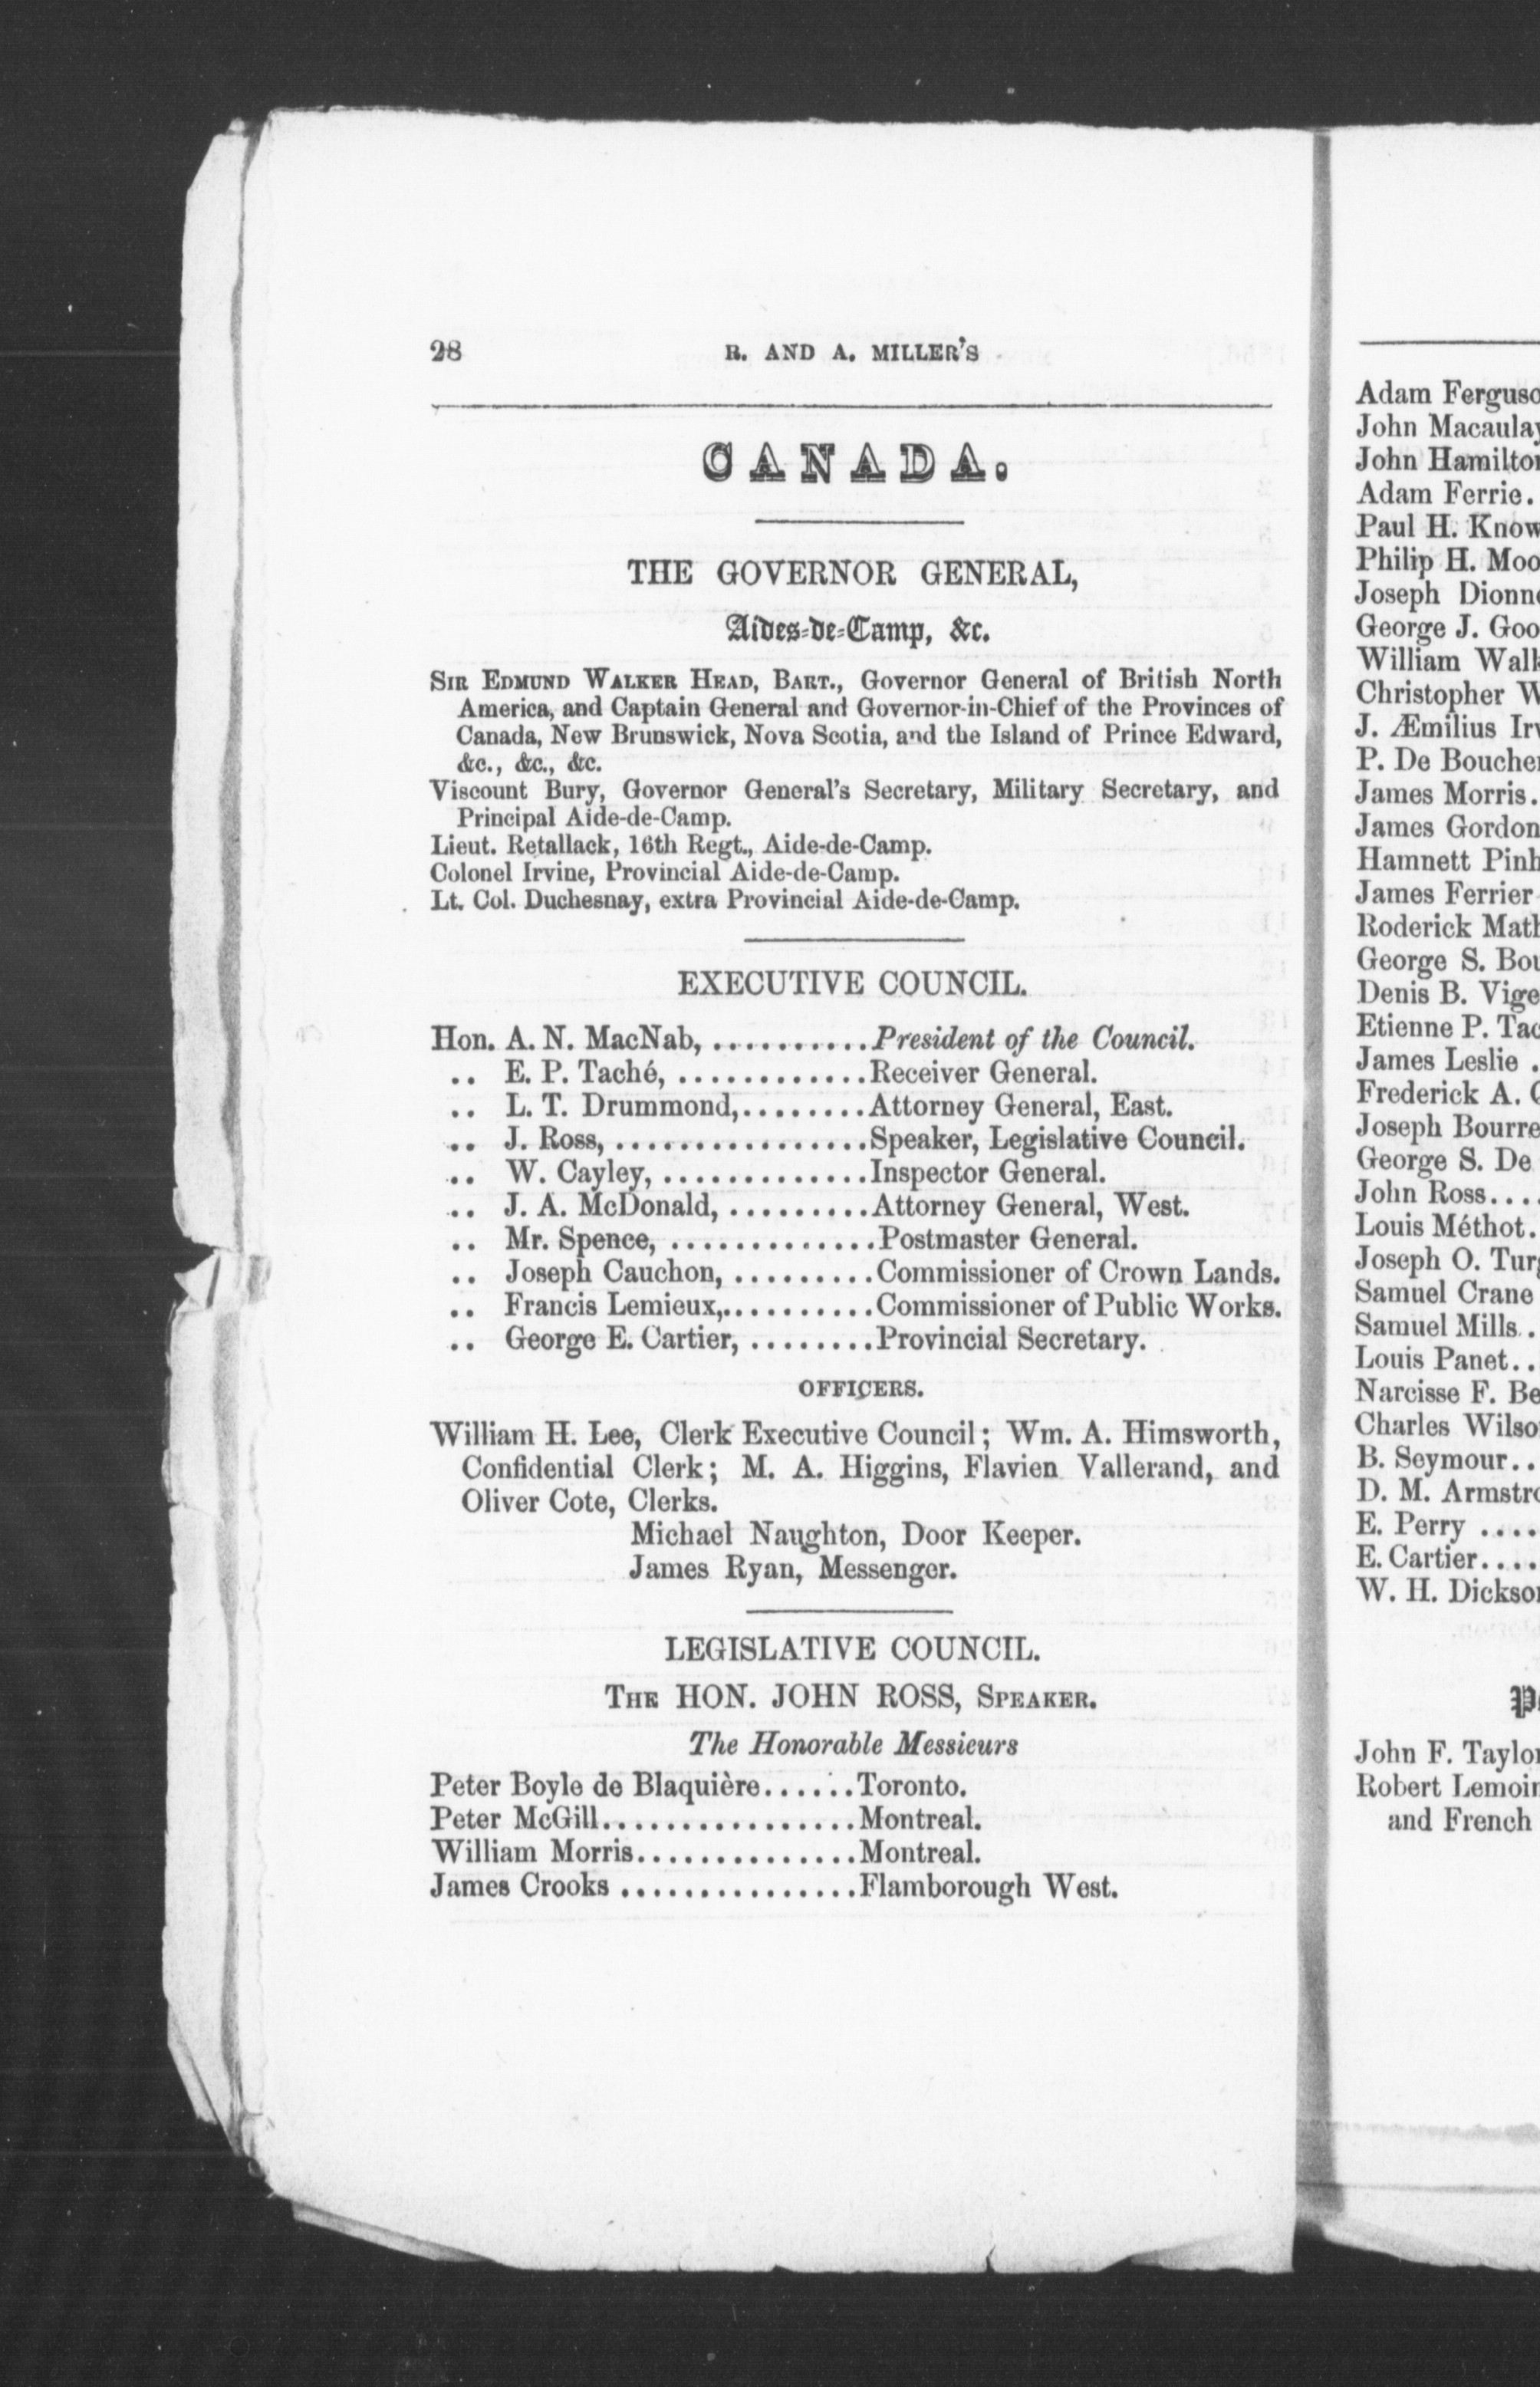 28 R. AND A. MILLER'S
CANADA.
THE GOVERNOR GENERAL,
Aides-de-Camp, &c.
SIR EDMUND WALKER HEAD, BART., Governor General of British North
America, and Captain General and Governor-in-Chief of the Provinces of
Canada, New Brunswick, Nova Scotia, and the Island of Prince Edward,
&c., &c., &c.
Viscount Bury, Governor General's Secretary, Military Secretary, and
Principal Aide-de-Camp.
Lieut. Retallack, 16th Regt., Aide-de-Camp.
Colonel Irvine, Provincial Aide-de-Camp.
Lt. Col. Duchesnay, extra Provincial Aide-de-Camp.
EXECUTIVE COUNCIL.
Hon. A. N. MacNab, ..........President of the Council.
.. E. P. Taché, ............Receiver General.
.. L. T. Drummond,........Attorney General, East.
.. J. Ross, ................Speaker, Legislative Council.
.. W. Cayley, .............Inspector General.
.. J. A. McDonald, .........Attorney General, West.
.. Mr. Spence, .............Postmaster General.
.. Joseph Cauchon, .........Commissioner of Crown Lands.
.. Francis Lemieux,..........Commissioner of Public Works.
.. George E. Cartier, ........Provincial Secretary.
OFFICERS.
William H. Lee, Clerk Executive Council; Wm. A. Himsworth,
Confidential Clerk; M. A. Higgins, Flavien Vallerand, and
Oliver Cote, Clerks.
Michael Naughton, Door Keeper.
James Ryan, Messenger.
LEGISLATIVE COUNCIL.
THE HON. JOHN ROSS, SPEAKER.
The Honorable Messieurs
Peter Boyle de Blaquière......Toronto.
Peter McGill................Montreal.
William Morris..............Montreal.
James Crooks ...............Flamborough West.
Adam Ferguso
John Macaulay
John Hamilton
Adam Ferrie.
Paul H. Know
Philip H. Moo
Joseph Dionn
George J. Goo
William Walk
Christopher W
J. Æmilius Irv
P. De Boucher
James Morris.
James Gordon
Hamnett Pinh
James Ferrier
Roderick Math
George S. Bou
Denis B. Vige
Etienne P. Tac
James Leslie .
Frederick A. Q
Joseph Bourre
George S. De
John Ross....
Louis Méthot.
Joseph O. Turg
Samuel Crane
Samuel Mills..
Louis Panet..
Narcisse F. Be
Charles Wilso
B. Seymour..
D. M. Armstro
E. Perry ....
E. Cartier....
W. H. Dickson
John F. Taylor
Robert Lemoin
and French